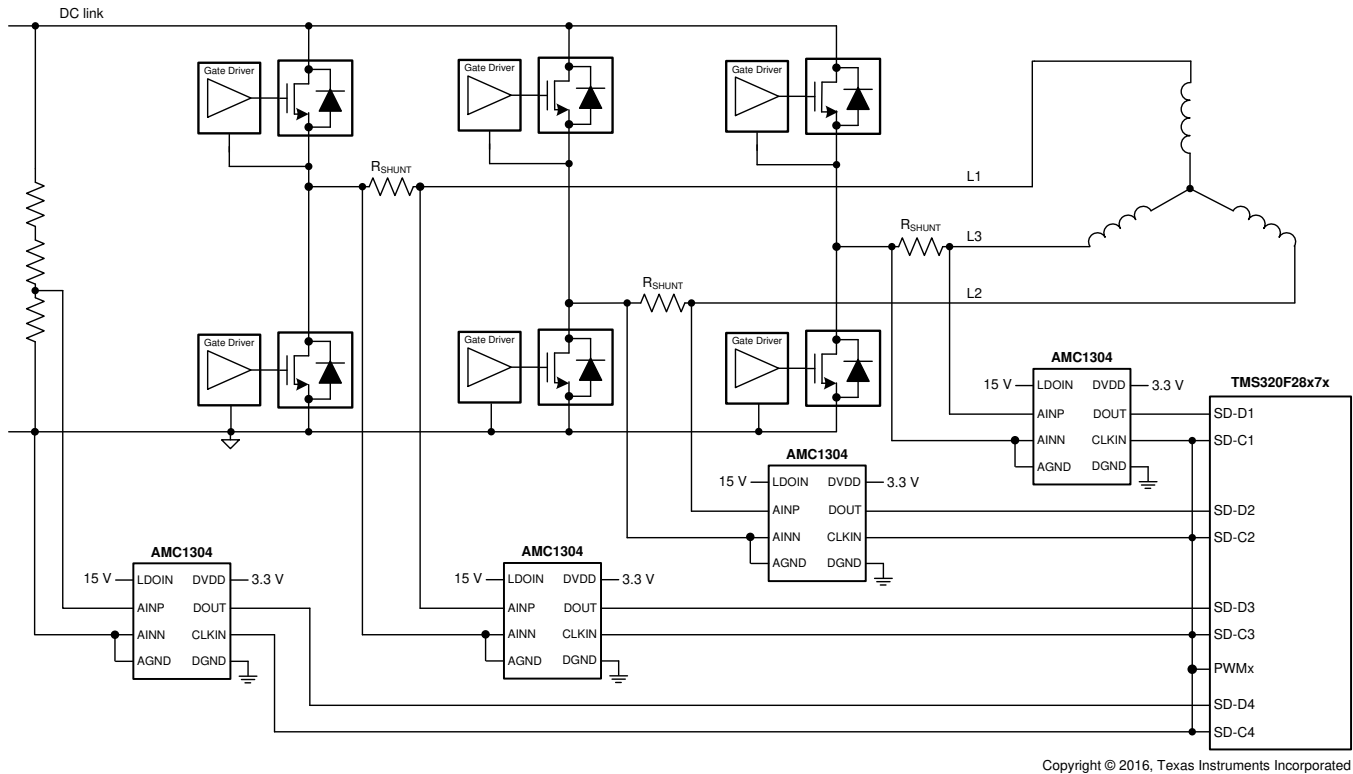 DC link
Gate Driver
Gate Driver
Gate Driver
RSHUNT
L1
RSHUNT
L3
RSHUNT
L2
Gate Driver
Gate Driver
Gate Driver
AMC1304
15 V LDOIN DVDD 3.3 V
AINP DOUT
AINN CLKIN
AGND DGND
TMS320F28x7x
SD-D1
SD-C1
SD-D2
SD-C2
SD-D3
SD-C3
PWMx
SD-D4
SD-C4
AMC1304
15 V LDOIN DVDD 3.3 V
AINP DOUT
AINN CLKIN
AGND DGND
AMC1304
15 V LDOIN DVDD 3.3 V
AINP DOUT
AINN CLKIN
AGND DGND
AMC1304
15 V LDOIN DVDD 3.3 V
AINP DOUT
AINN CLKIN
AGND DGND
Copyright © 2016, Texas Instruments Incorporated